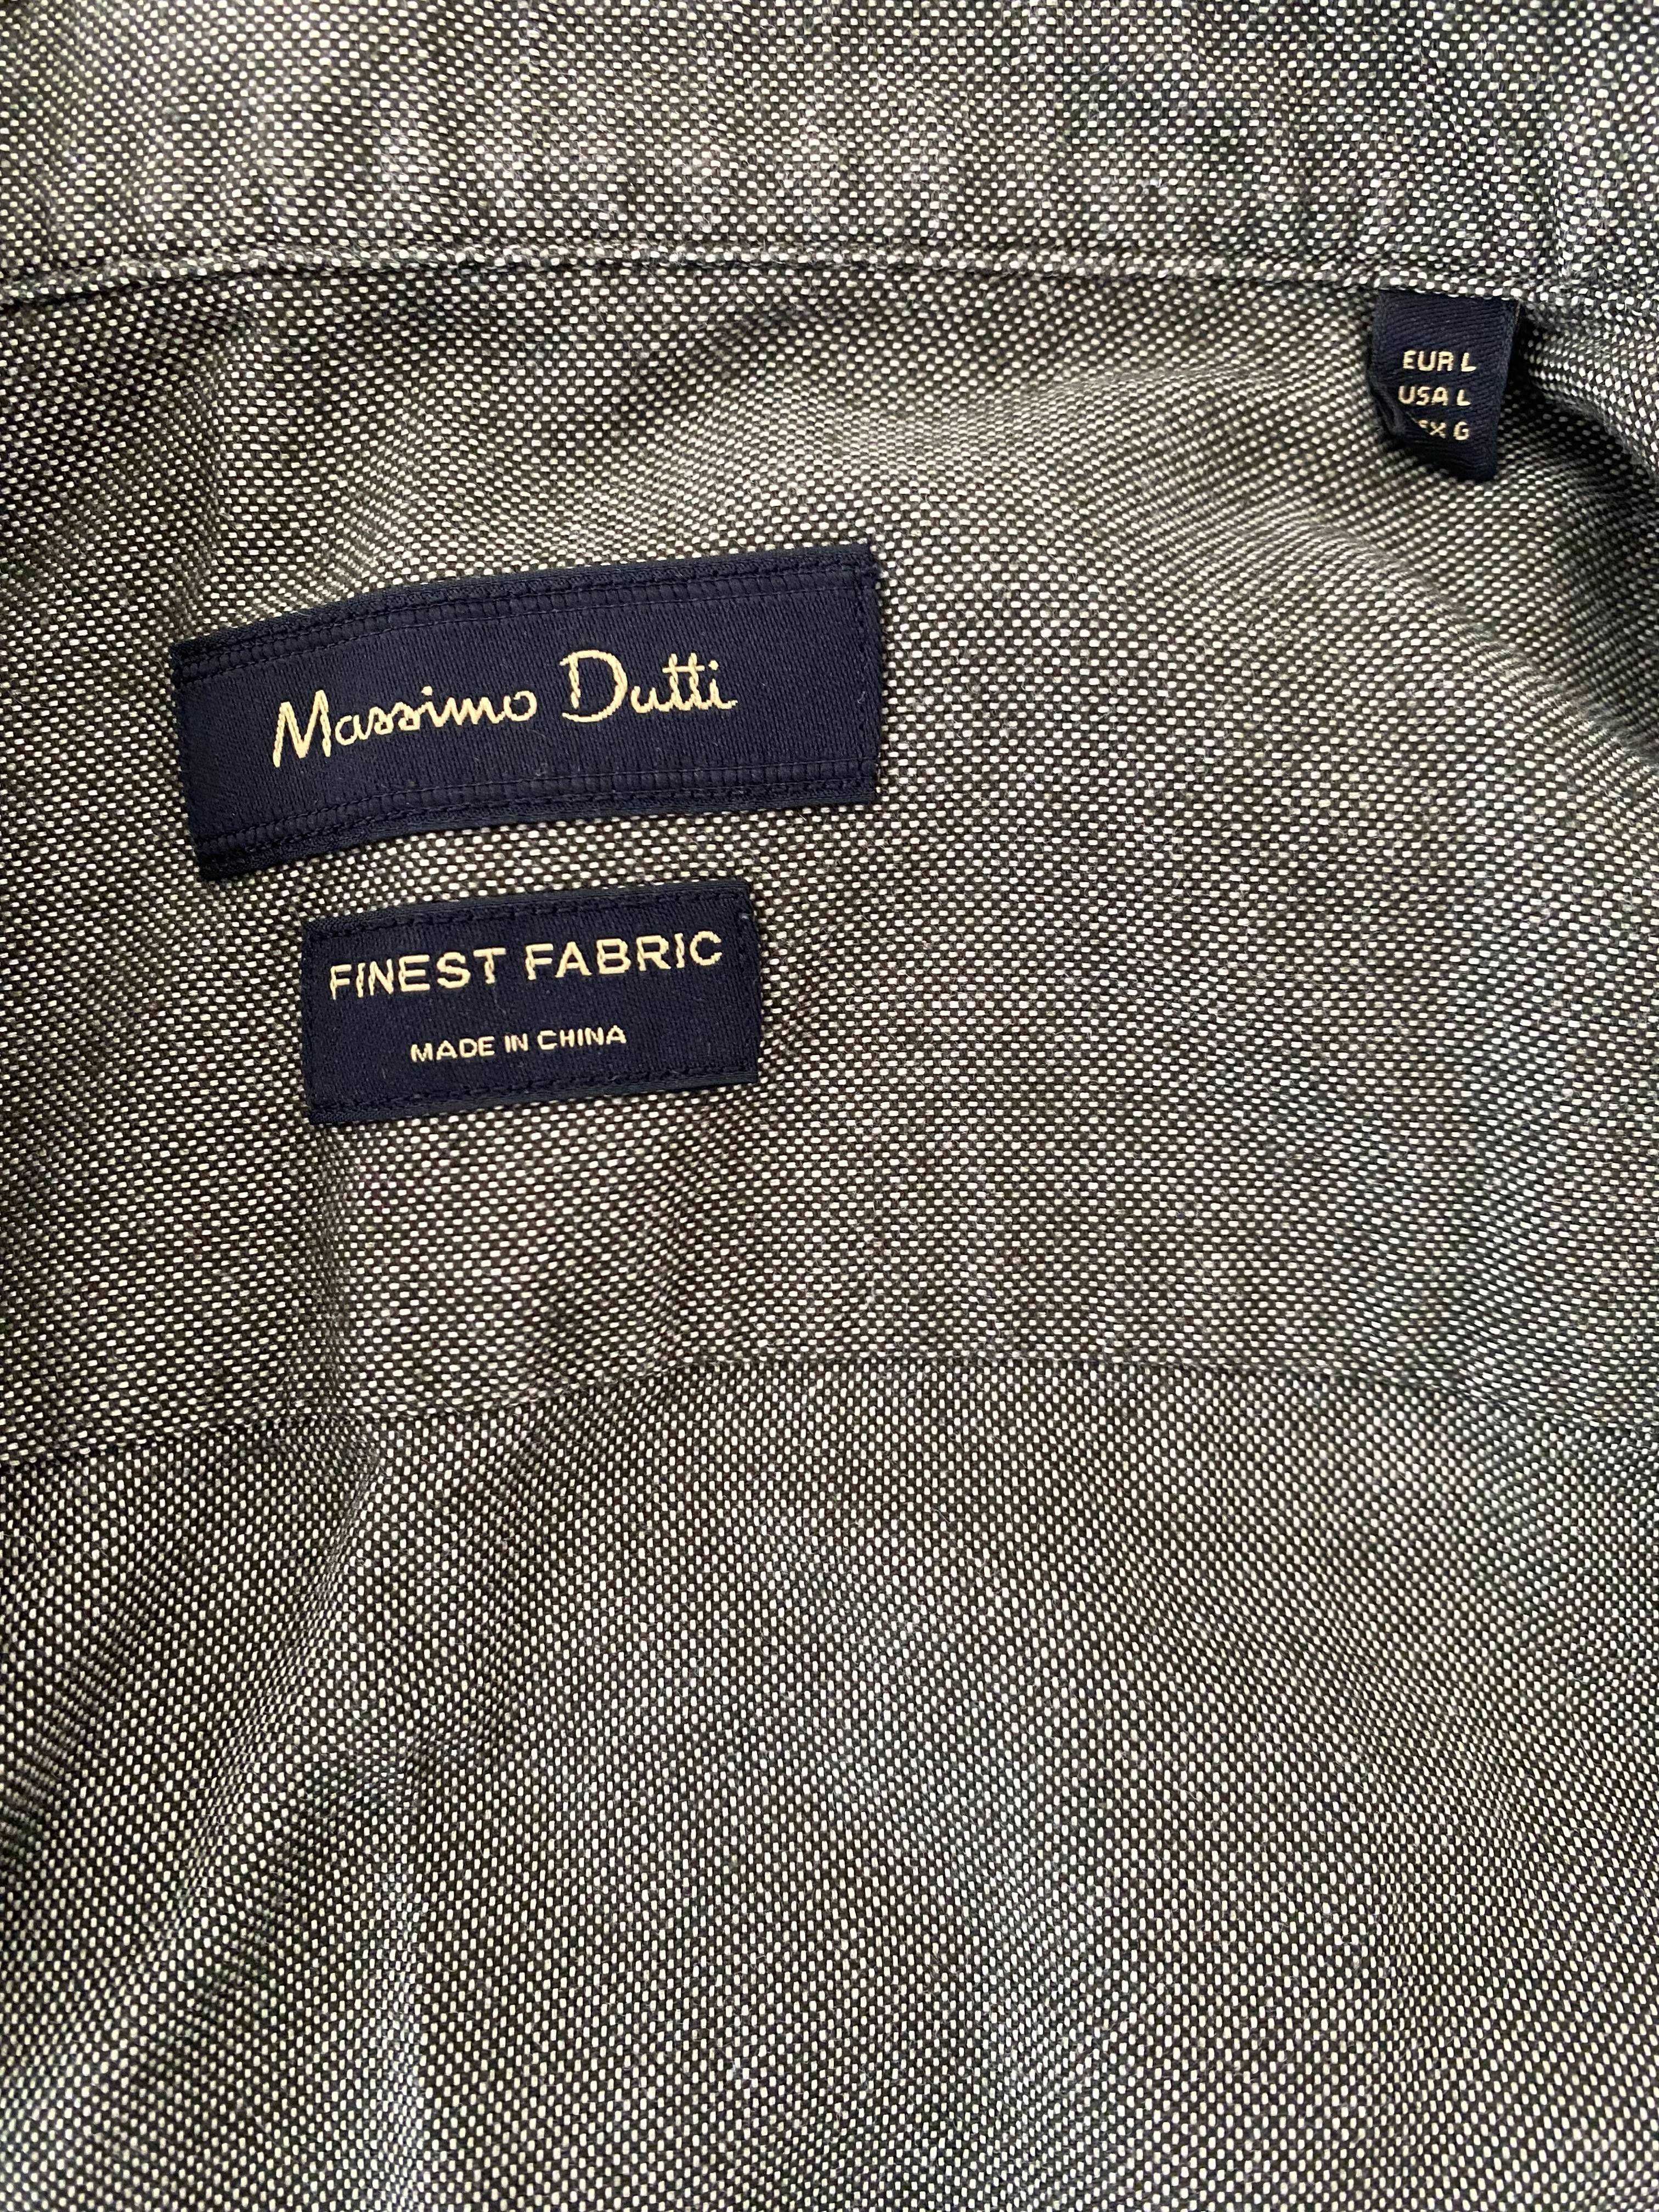 EUR L
USA L
G
Massimo Dutti
FINEST FABRIC
MADE IN CHINA